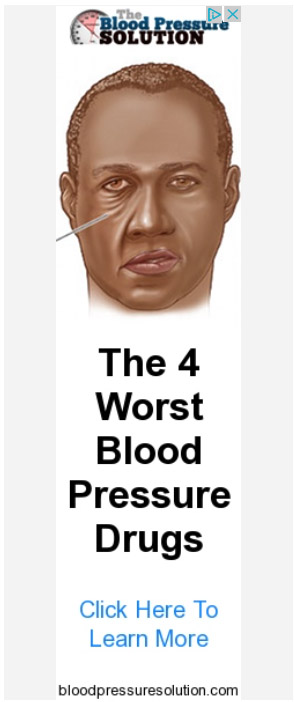 The
Blood Pressure
SOLUTION
The 4
Worst
Blood
Pressure
Drugs
Click Here To
Learn More
bloodpressuresolution.com